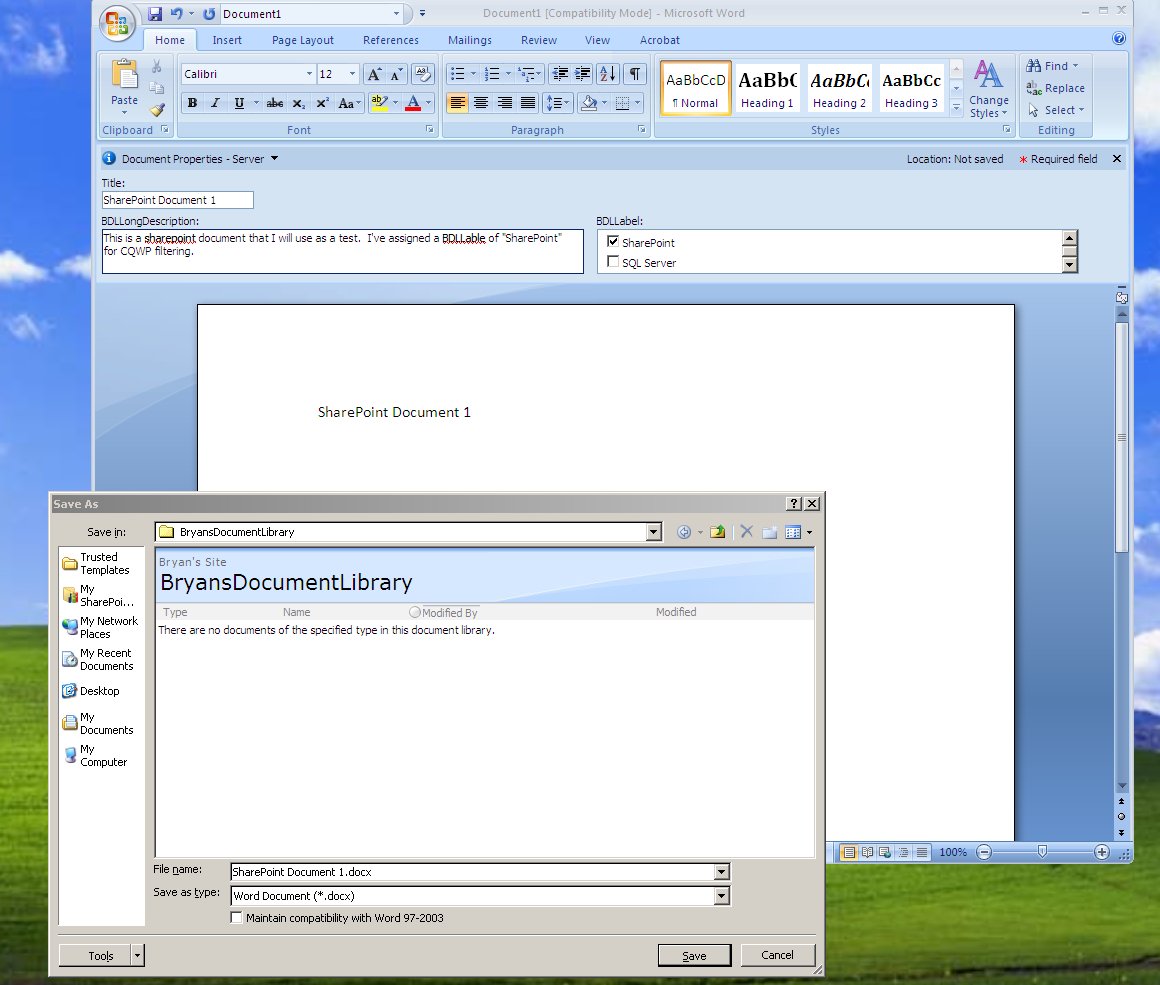 Document1
Document1 [Compatibility Mode] - Microsoft Word
Home Insert Page Layout References Mailings Review View Acrobat
Paste
Clipboard
Calibri 12
B I U abc x₂ x² Aa ab A
Font
Paragraph
AaBbCcD AaBbC AaBbCc AaBbCc
¶ Normal Heading 1 Heading 2 Heading 3
Change
Styles
Styles
Find
Replace
Select
Editing
Document Properties - Server Location: Not saved * Required field
Title:
SharePoint Document 1
BDLLongDescription: BDLLabel:
This is a sharepoint document that I will use as a test. I've assigned a BDLLable of "SharePoint"
for CQWP filtering.
SharePoint
SQL Server
SharePoint Document 1
Save As
Save in: BryansDocumentLibrary
Trusted
Templates
My
SharePoi...
My Network
Places
My Recent
Documents
Desktop
My
Documents
My
Computer
Bryan's Site
BryansDocumentLibrary
Type Name Modified By Modified
There are no documents of the specified type in this document library.
File name: SharePoint Document 1.docx
Save as type: Word Document (*.docx)
Maintain compatibility with Word 97-2003
Tools Save Cancel
100%